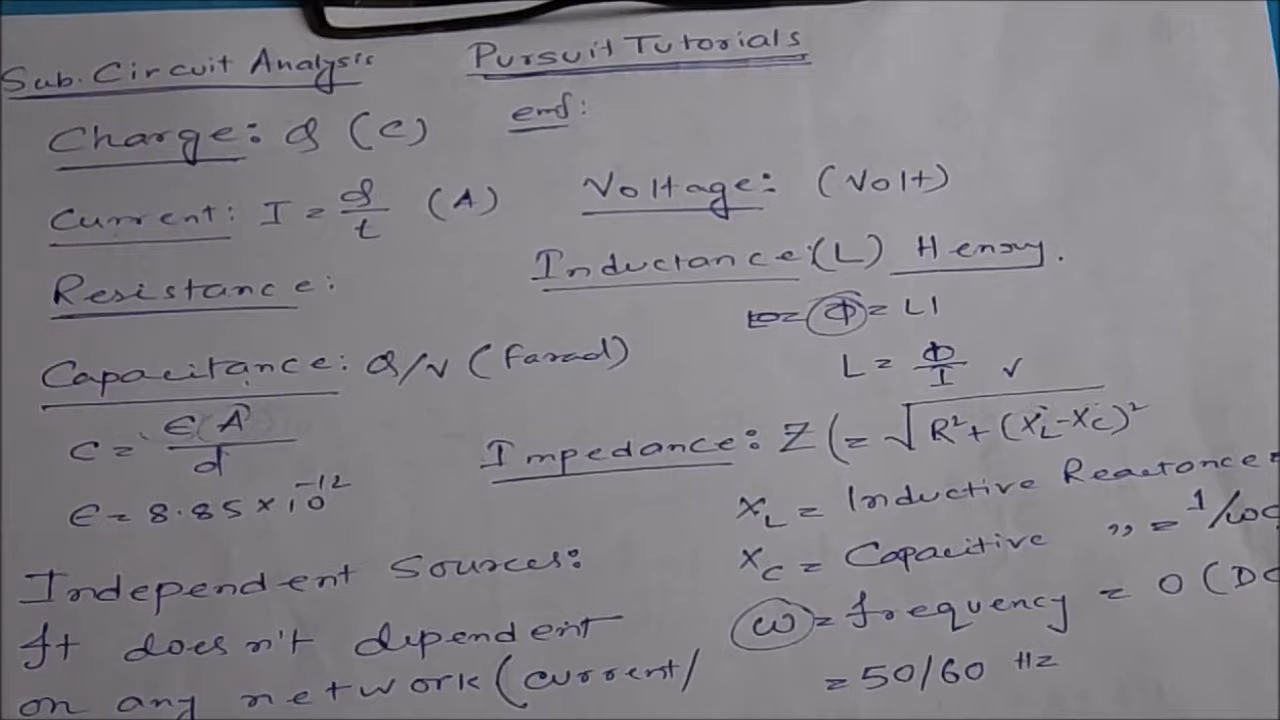 Sub. Circuit Analysis
Pursuit Tutorials
Charge: Q (C)
emf:
Current: I = Q/t (A)
Voltage: (Volt)
Resistance:
Inductance: (L) Henry.
Φ = LI
Capacitance: Q/V (Farad)
L = Φ/I ✓
C = ∈A/d
Impedance: Z (= √R²+(XL-XC)²
∈ = 8.85 × 10⁻¹²
XL = Inductive Reactance =
XC = Capacitive ,, = 1/ωC
Independent Sources:
ω = frequency = 0 (DC
It does n't dependent
= 50/60 Hz
on any network (current/